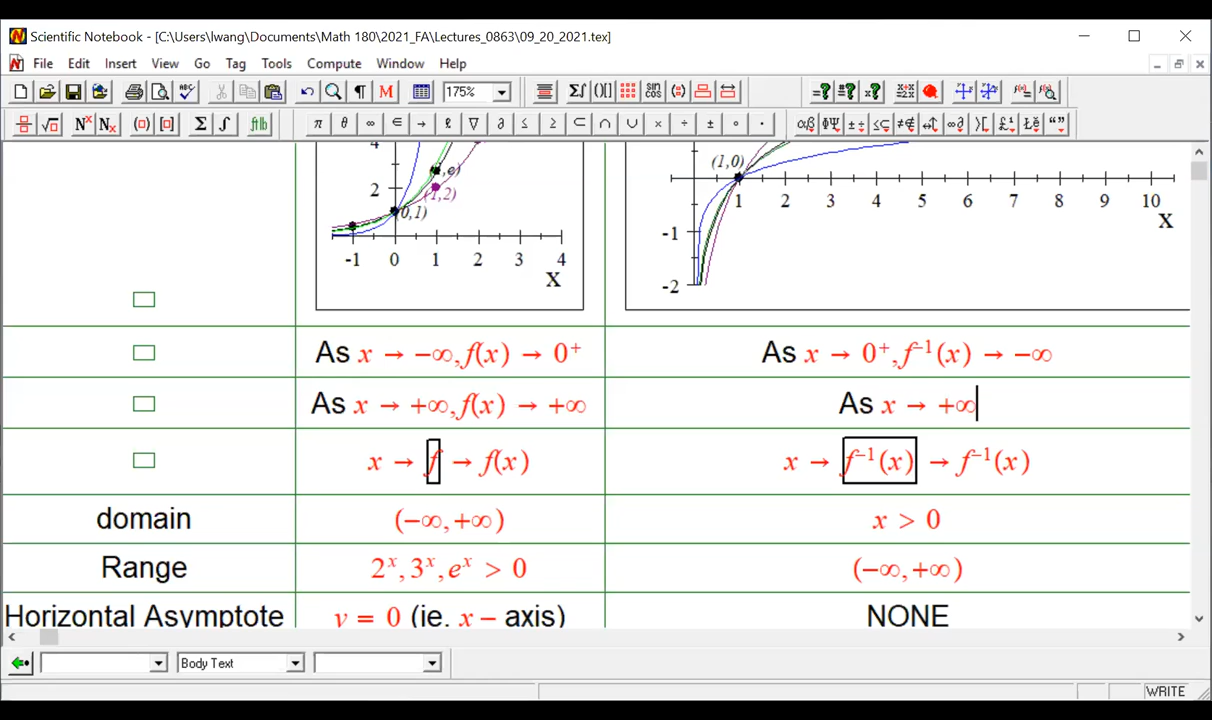 Scientific Notebook - [C:\Users\lwang\Documents\Math 180\2021_FA\Lectures_0863\09_20_2021.tex]
File Edit Insert View Go Tag Tools Compute Window Help
175%
4
2
(1,2)
(0,1)
-1 0 1 2 3 4
X
(1,0)
1 2 3 4 5 6 7 8 9 10
X
-1
-2
As x → −∞, f(x) → 0⁺
As x → 0⁺, f⁻¹(x) → −∞
As x → +∞, f(x) → +∞
As x → +∞
x → f → f(x)
x → f⁻¹(x) → f⁻¹(x)
domain
(−∞, +∞)
x > 0
Range
2ˣ, 3ˣ, eˣ > 0
(−∞, +∞)
Horizontal Asymptote
y = 0 (ie. x − axis)
NONE
Body Text
WRITE